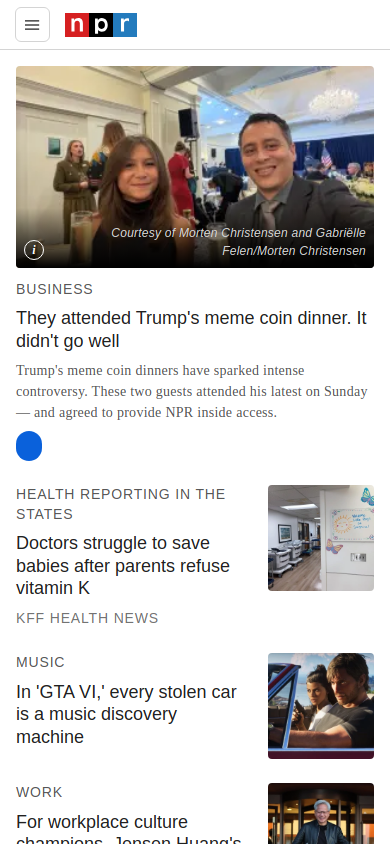 npr
Courtesy of Morten Christensen and Gabriëlle
Felen/Morten Christensen
i
BUSINESS
They attended Trump's meme coin dinner. It
didn't go well
Trump's meme coin dinners have sparked intense
controversy. These two guests attended his latest on Sunday
— and agreed to provide NPR inside access.
HEALTH REPORTING IN THE
STATES
Doctors struggle to save
babies after parents refuse
vitamin K
KFF HEALTH NEWS
MUSIC
In 'GTA VI,' every stolen car
is a music discovery
machine
WORK
For workplace culture
champions, Jensen Huang's